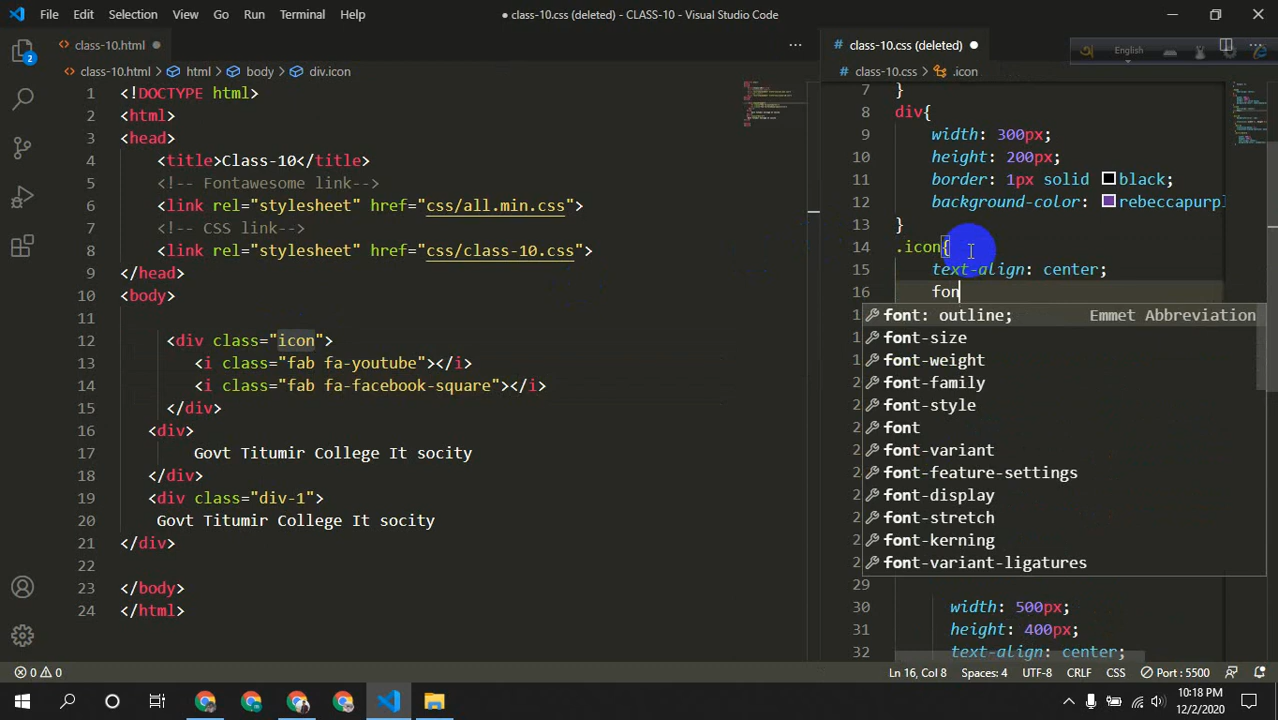 File Edit Selection View Go Run Terminal Help
● class-10.css (deleted) - CLASS-10 - Visual Studio Code
2
class-10.html
class-10.html > html > body > div.icon
1 <!DOCTYPE html>
2 <html>
3 <head>
4 <title>Class-10</title>
5 <!-- Fontawesome link-->
6 <link rel="stylesheet" href="css/all.min.css">
7 <!-- CSS link-->
8 <link rel="stylesheet" href="css/class-10.css">
9 </head>
10 <body>
11
12 <div class="icon">
13 <i class="fab fa-youtube"></i>
14 <i class="fab fa-facebook-square"></i>
15 </div>
16 <div>
17 Govt Titumir College It socity
18 </div>
19 <div class="div-1">
20 Govt Titumir College It socity
21 </div>
22
23 </body>
24 </html>
# class-10.css (deleted) ●
অ English
# class-10.css > .icon
7 }
8 div{
9 width: 300px;
10 height: 200px;
11 border: 1px solid black;
12 background-color: rebeccapurpl
13 }
14 .icon{
15 text-align: center;
16 fon
font: outline; Emmet Abbreviation
font-size
font-weight
font-family
font-style
font
font-variant
font-feature-settings
font-display
font-stretch
font-kerning
font-variant-ligatures
29
30 width: 500px;
31 height: 400px;
32 text-align: center;
0 0 Ln 16, Col 8 Spaces: 4 UTF-8 CRLF CSS Port : 5500
10:18 PM
12/2/2020